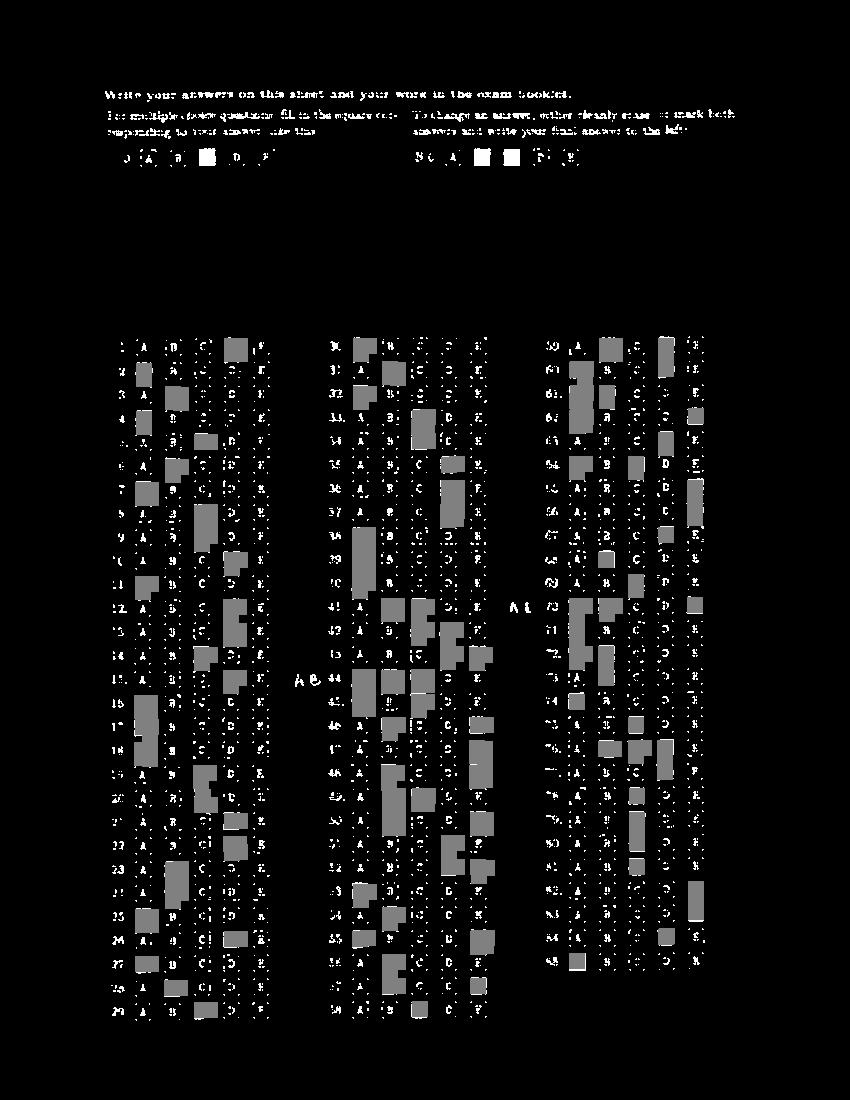 Write your answers on this sheet and your work in the exam booklet.
For multiple choice questions, fill in the square cor-
responding to your answer, like this:
0 A B D E
To change an answer, either cleanly erase, or mark both
answers and write your final answer to the left:
B C A D E
1. A B C E
2. B C D E
3. A C D E
4. B C D E
5. A B D E
6. A C D E
7. B C D E
8. A B D E
9. A B D E
10. A B C E
11. B C D E
12. A B C E
13. A B C E
14. A B D E
15. A B C E
16. B C D E
17. B C D E
18. B C D E
19. A B D E
20. A B D E
21. A B C E
22. A B C E
23. A C D E
24. A C D E
25. B C D E
26. A B C E
27. B C D E
28. A C D E
29. A B D E
30. B C D E
31. A C D E
32. B C D E
33. A B D E
34. A B D E
35. A B C E
36. A B C E
37. A B C E
38. B C D E
39. B C D E
40. B C D E
41. A D E
42. A B E
43. A B C
A B 44. D E
45. B D E
46. A C D
47. A B C D
48. A C D
49. A D E
50. A C D
51. A B C E
52. A B C
53. B C D E
54. A C D E
55. B C D
56. A C D E
57. A C D
58. A B D E
59. A C E
60. B C E
61. C D E
62. B C D
63. A B C E
64. B D E
65. A B C D
66. A B C D
67. A B C E
68. A C D E
69. A B D E
70. C D
71. B C D E
72. C D E
73. A C D E
74. B C D E
75. A B D E
76. A E
77. A B C E
78. A B D E
79. A B D E
80. A B D E
81. A B D E
82. A B C D
83. A B C D
84. A B C E
85. B C D E